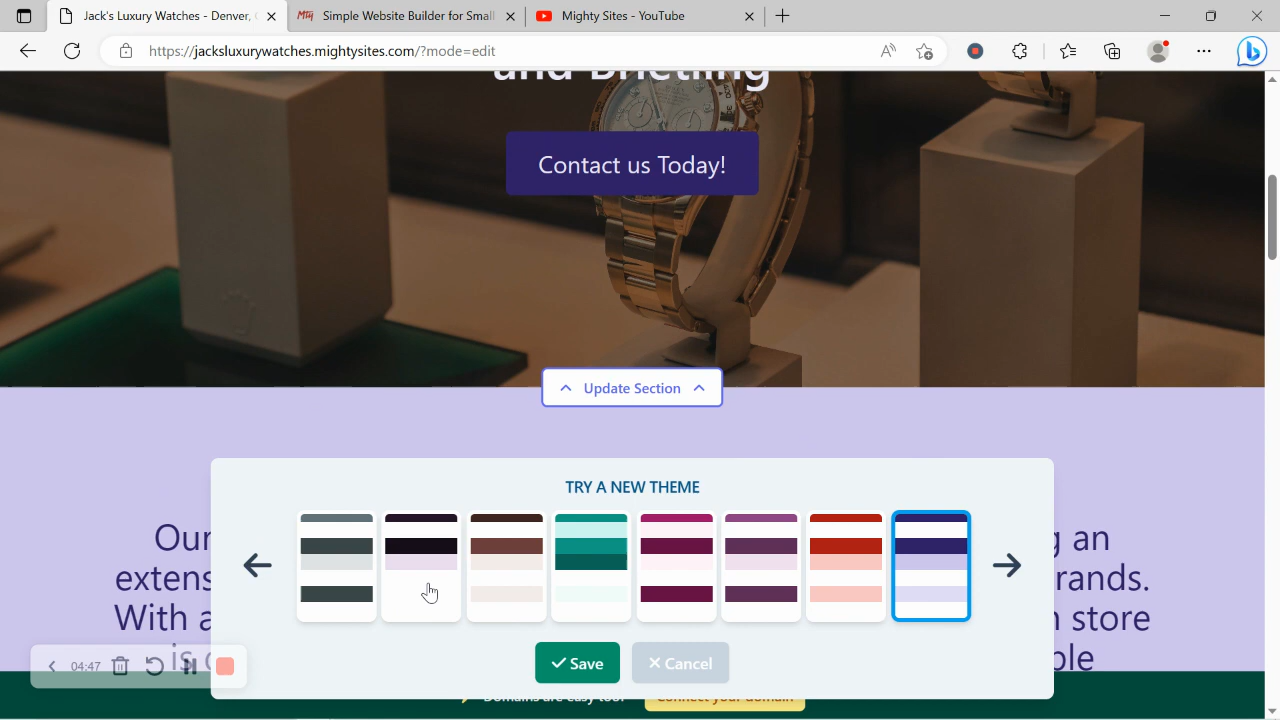 Jack's Luxury Watches - Denver,
Simple Website Builder for Small
Mighty Sites - YouTube
https://jacksluxurywatches.mightysites.com/?mode=edit
and Brietling
Contact us Today!
Update Section
TRY A NEW THEME
Our g an
extens rands.
With a n store
is ble
Save
Cancel
04:47
Domains are easy too!
Connect your domain